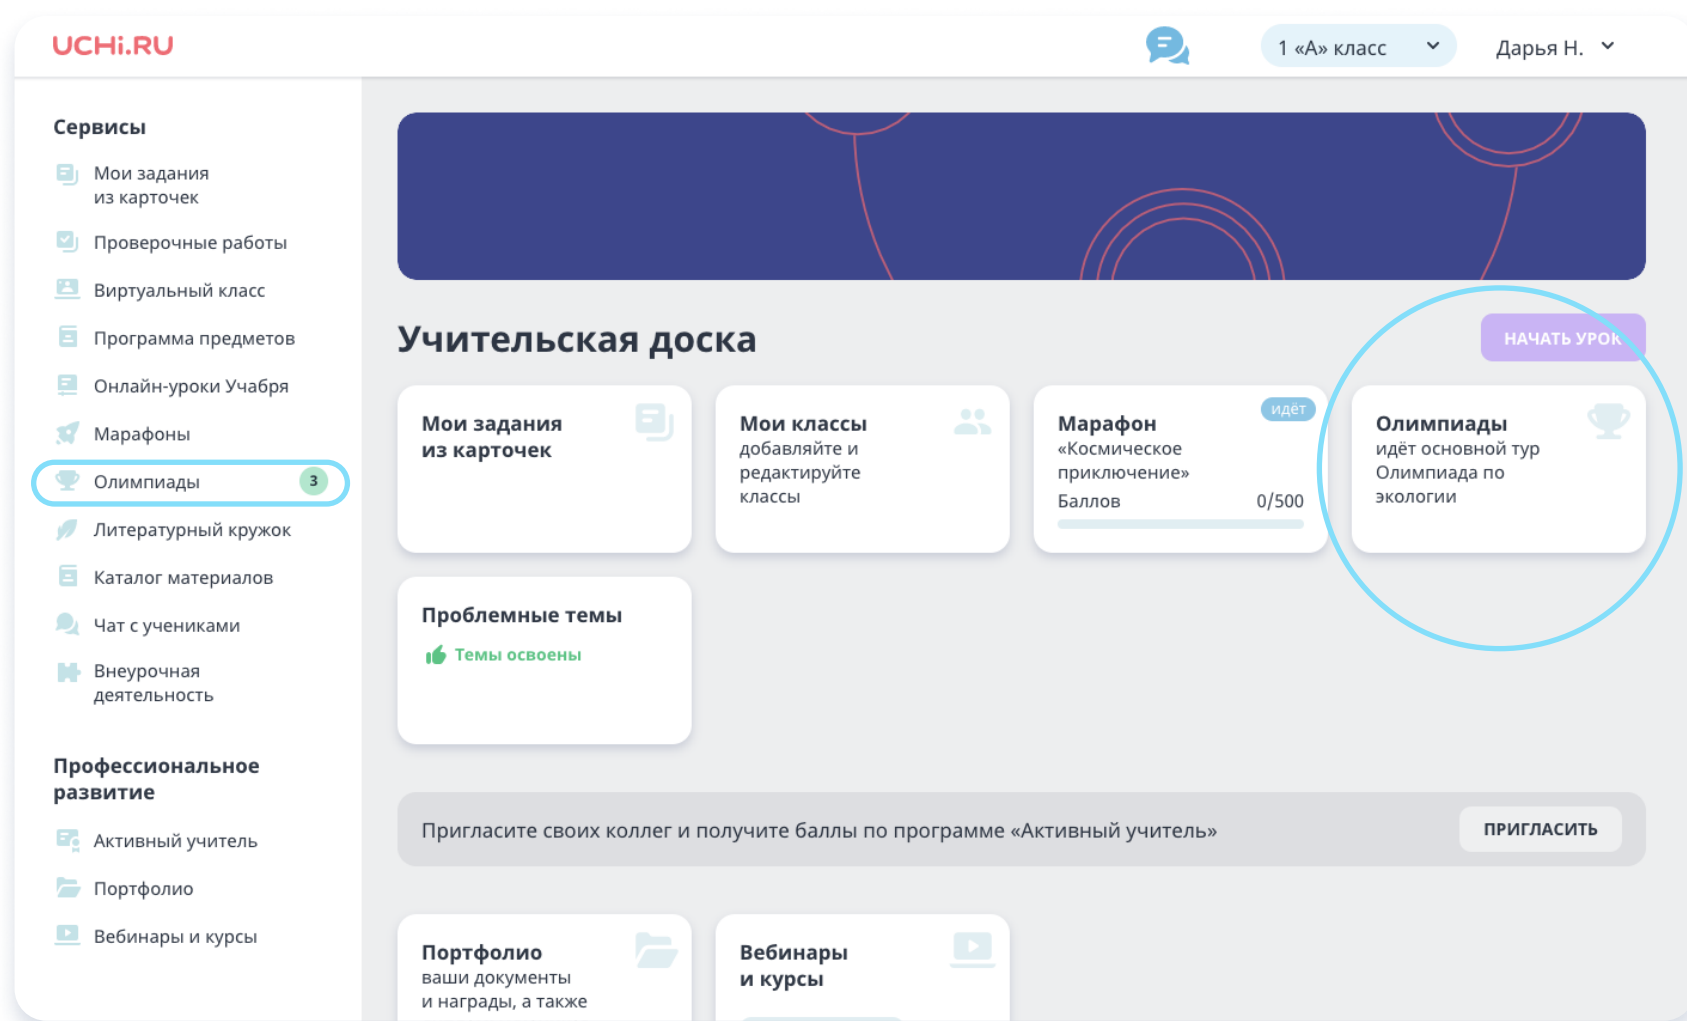 UCHi.RU
1 «А» класс
Дарья Н.
Сервисы
Мои задания
из карточек
Проверочные работы
Виртуальный класс
Программа предметов
Онлайн-уроки Учабря
Марафоны
Олимпиады 3
Литературный кружок
Каталог материалов
Чат с учениками
Внеурочная
деятельность
Профессиональное
развитие
Активный учитель
Портфолио
Вебинары и курсы
Учительская доска
НАЧАТЬ УРОК
Мои задания
из карточек
Мои классы
добавляйте и
редактируйте
классы
идёт
Марафон
«Космическое
приключение»
Баллов 0/500
Олимпиады
идёт основной тур
Олимпиада по
экологии
Проблемные темы
Темы освоены
Пригласите своих коллег и получите баллы по программе «Активный учитель»
ПРИГЛАСИТЬ
Портфолио
ваши документы
и награды, а также
Вебинары
и курсы